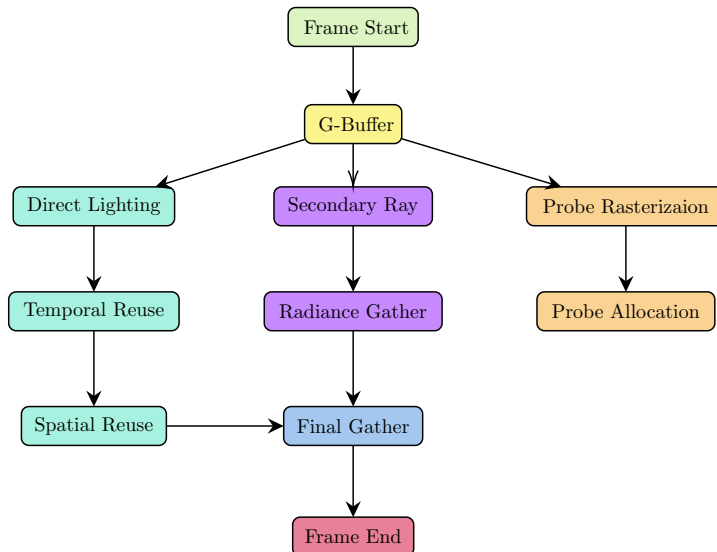 Frame Start
G-Buffer
Direct Lighting
Secondary Ray
Probe Rasterizaion
Temporal Reuse
Radiance Gather
Probe Allocation
Spatial Reuse
Final Gather
Frame End